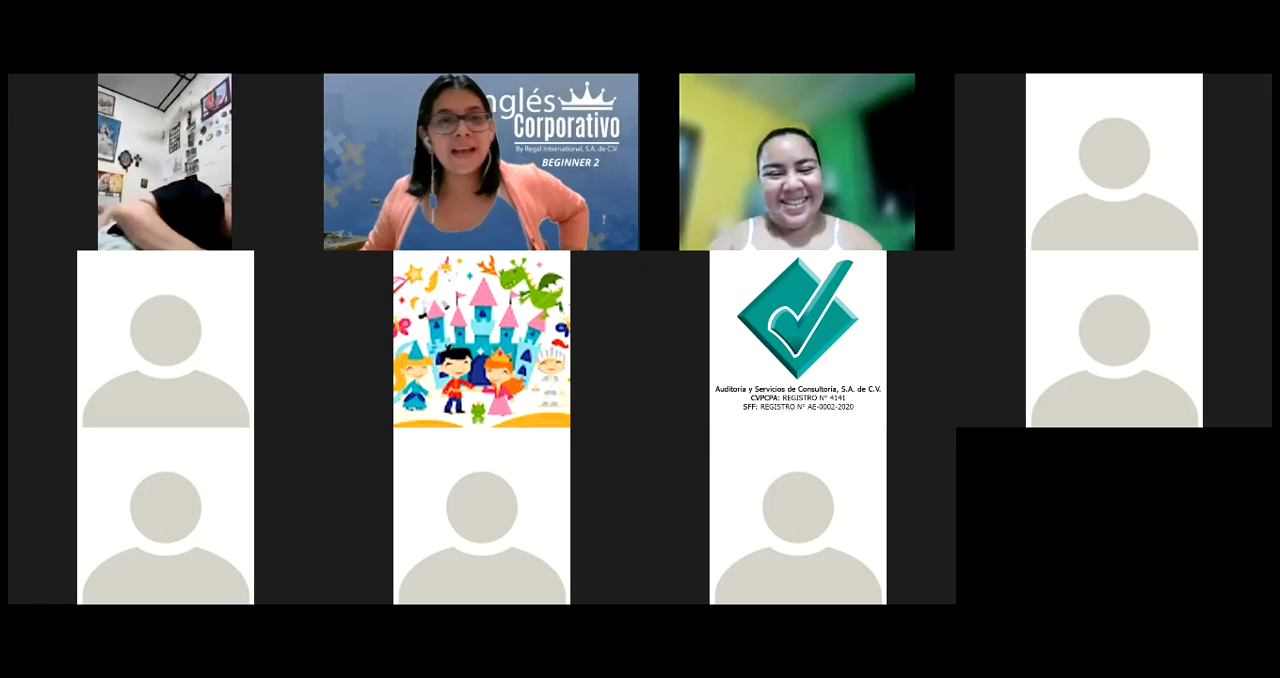 nglés
Corporativo
By Regal International, S.A. de C.V.
BEGINNER 2
Auditoria y Servicios de Consultoría, S.A. de C.V.
CVPCPA: REGISTRO N° 4141
SFF: REGISTRO N° AE-0002-2020